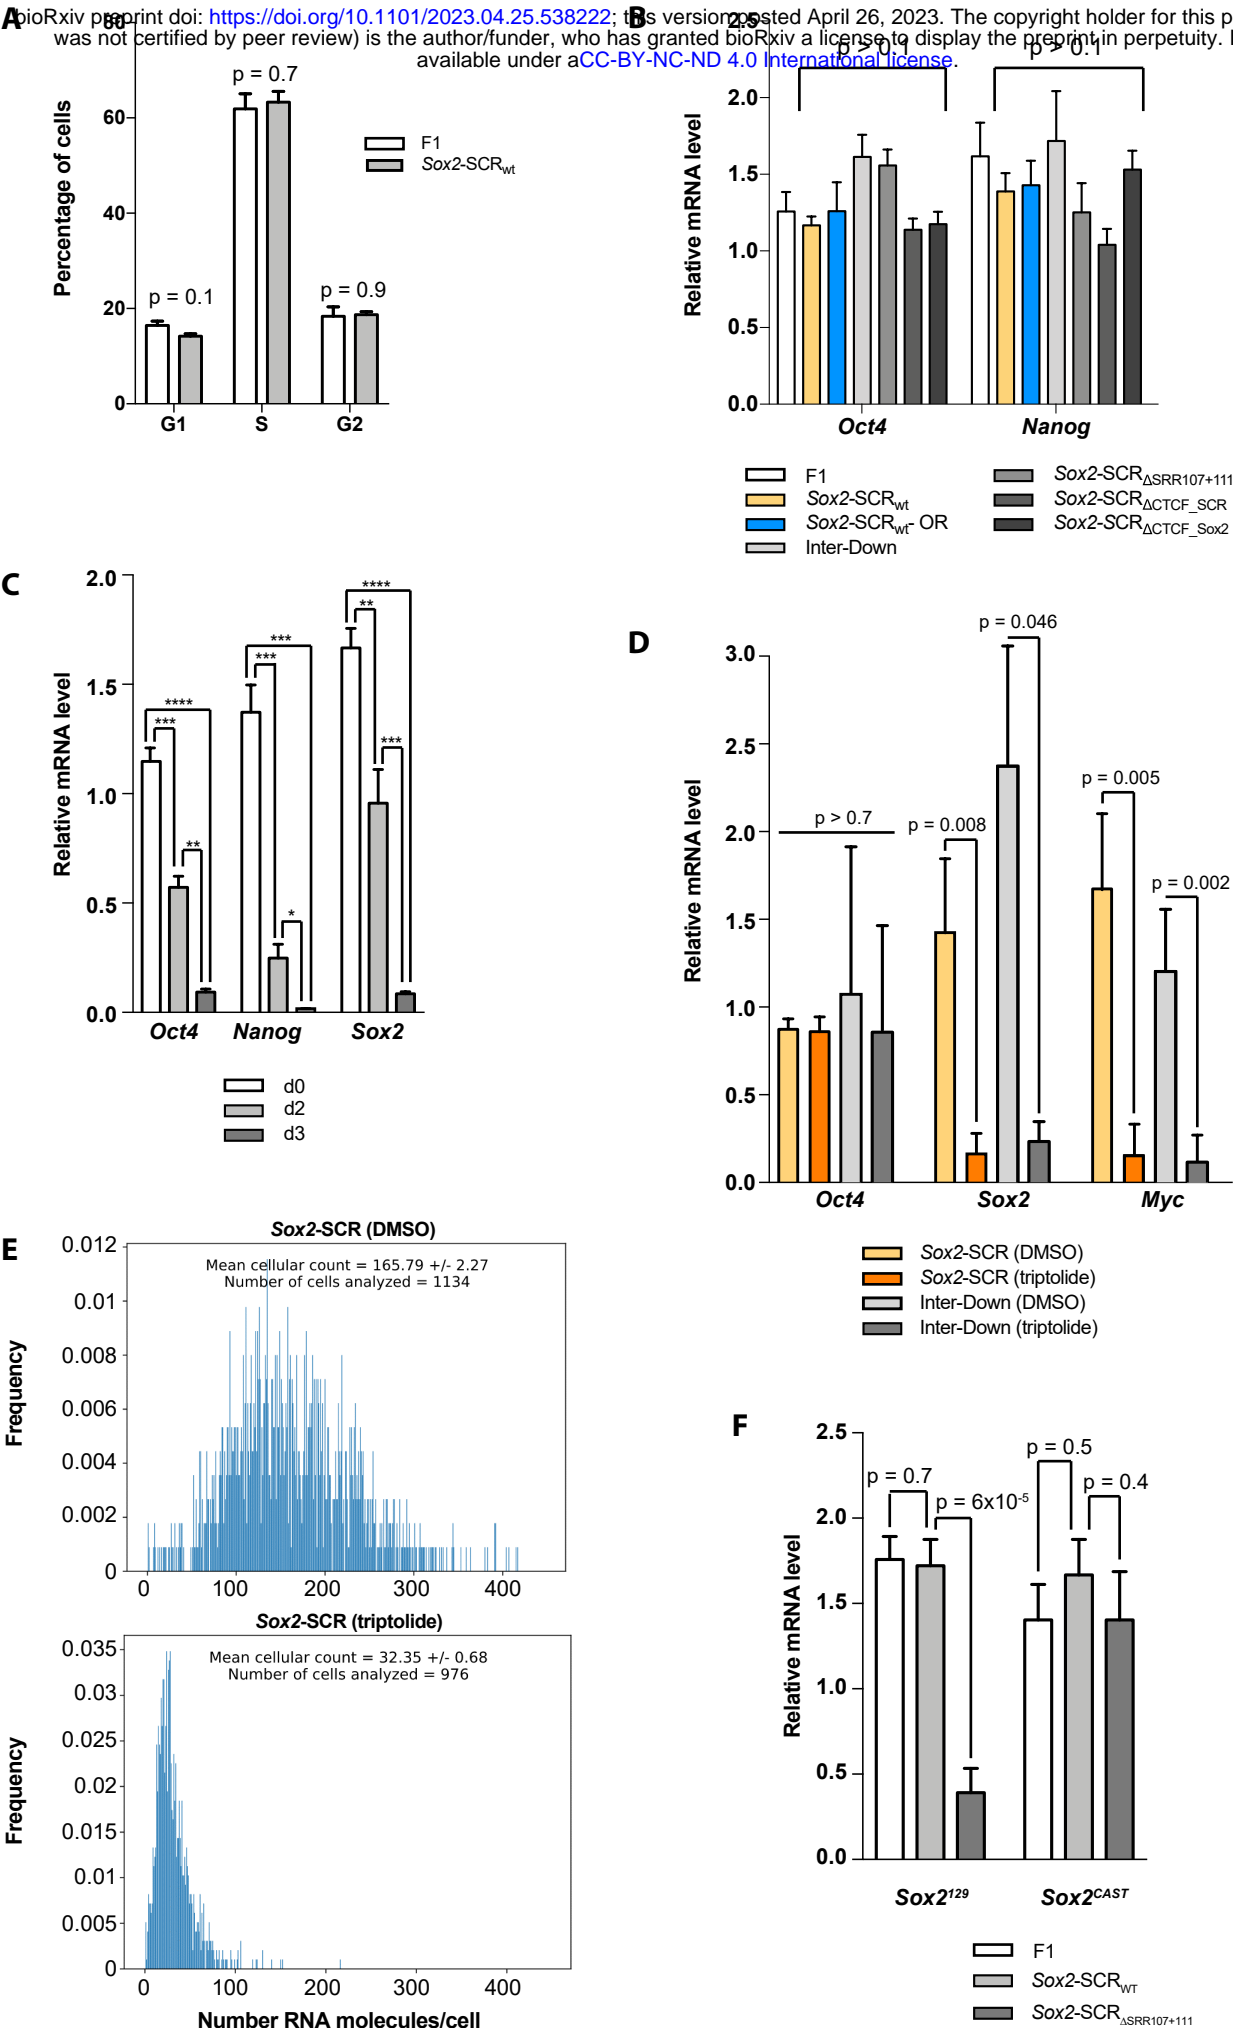 bioRxiv preprint doi: https://doi.org/10.1101/2023.04.25.538222; this version posted April 26, 2023. The copyright holder for this p
was not certified by peer review) is the author/funder, who has granted bioRxiv a license to display the preprint in perpetuity.
available under aCC-BY-NC-ND 4.0 International license.
A
80
60
40
20
0
Percentage of cells
p = 0.7
p = 0.1
p = 0.9
G1 S G2
F1
Sox2-SCRwt
B
2.5
2.0
1.5
1.0
0.5
0.0
Relative mRNA level
p > 0.1 p > 0.1
Oct4 Nanog
F1
Sox2-SCRwt
Sox2-SCRwt- OR
Inter-Down
Sox2-SCRΔSRR107+111
Sox2-SCRΔCTCF_SCR
Sox2-SCRΔCTCF_Sox2
C
2.0
1.5
1.0
0.5
0.0
Relative mRNA level
****
***
**
***
***
*
****
**
***
Oct4 Nanog Sox2
d0
d2
d3
D
3.0
2.5
2.0
1.5
1.0
0.5
0.0
Relative mRNA level
p > 0.7
p = 0.008
p = 0.046
p = 0.005
p = 0.002
Oct4 Sox2 Myc
Sox2-SCR (DMSO)
Sox2-SCR (triptolide)
Inter-Down (DMSO)
Inter-Down (triptolide)
E
Sox2-SCR (DMSO)
Mean cellular count = 165.79 +/- 2.27
Number of cells analyzed = 1134
0.012
0.01
0.008
0.006
0.004
0.002
0
Frequency
0 100 200 300 400
Sox2-SCR (triptolide)
Mean cellular count = 32.35 +/- 0.68
Number of cells analyzed = 976
0.035
0.03
0.025
0.02
0.015
0.01
0.005
0
Frequency
0 100 200 300 400
Number RNA molecules/cell
F
2.5
2.0
1.5
1.0
0.5
0.0
Relative mRNA level
p = 0.7
p = 6x10-5
p = 0.5
p = 0.4
Sox2129 Sox2CAST
F1
Sox2-SCRWT
Sox2-SCRΔSRR107+111